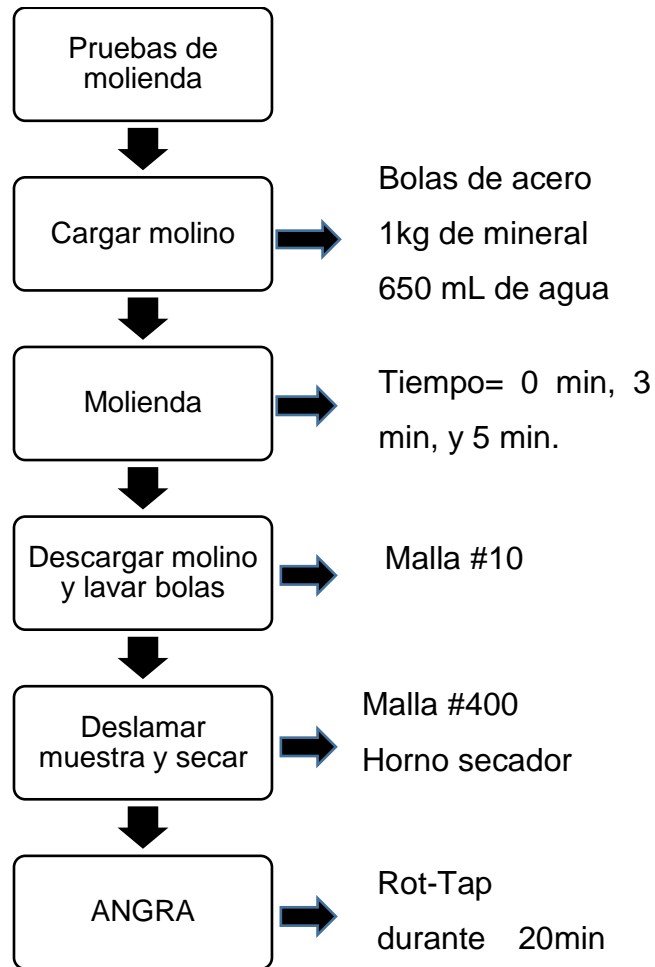 Pruebas de
molienda
Cargar molino
Bolas de acero
1kg de mineral
650 mL de agua
Molienda
Tiempo= 0 min, 3
min, y 5 min.
Descargar molino
y lavar bolas
Malla #10
Deslamar
muestra y secar
Malla #400
Horno secador
ANGRA
Rot-Tap
durante 20min